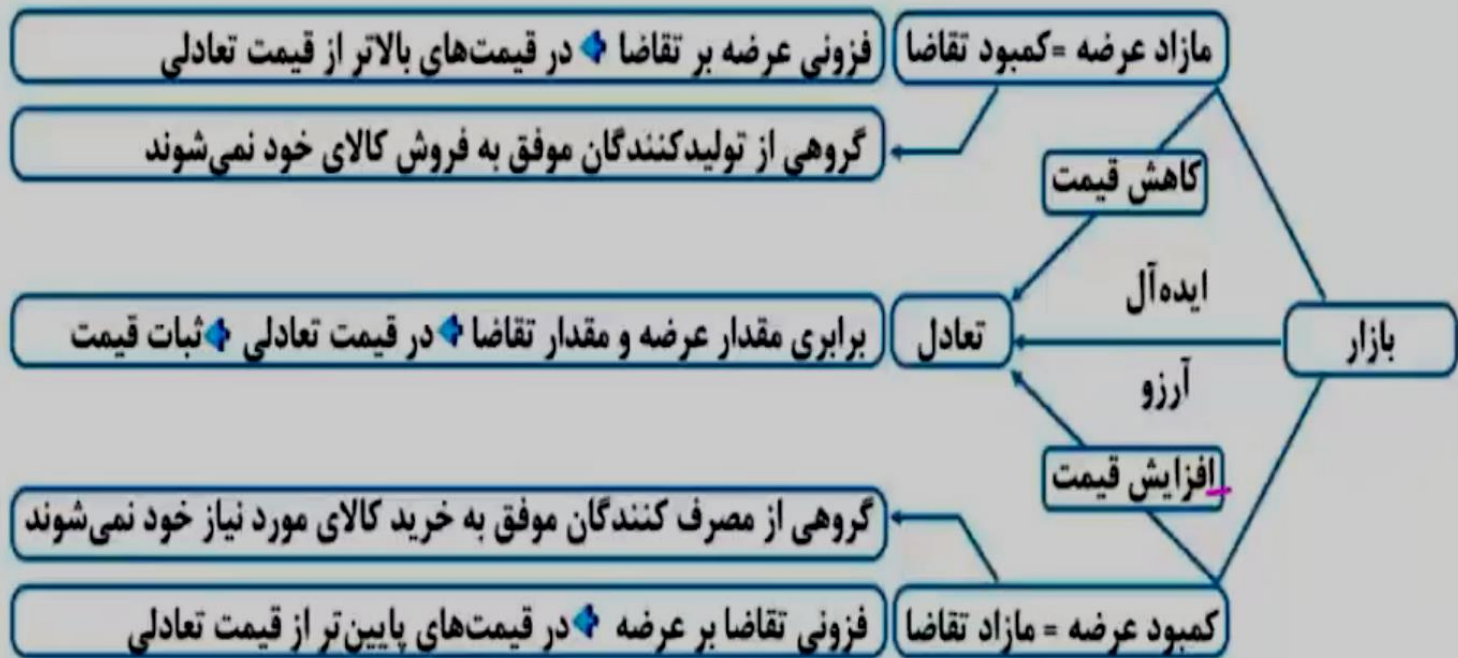 مازاد عرضه =کمبود تقاضا
فزونی عرضه بر تقاضا در قیمت‌های بالاتر از قیمت تعادلی
گروهی از تولیدکنندگان موفق به فروش کالای خود نمی‌شوند
کاهش قیمت
ایده‌آل
بازار
تعادل
برابری مقدار عرضه و مقدار تقاضا در قیمت تعادلی ثبات قیمت
آرزو
افزایش قیمت
گروهی از مصرف کنندگان موفق به خرید کالای مورد نیاز خود نمی‌شوند
کمبود عرضه = مازاد تقاضا
فزونی تقاضا بر عرضه در قیمت‌های پایین‌تر از قیمت تعادلی